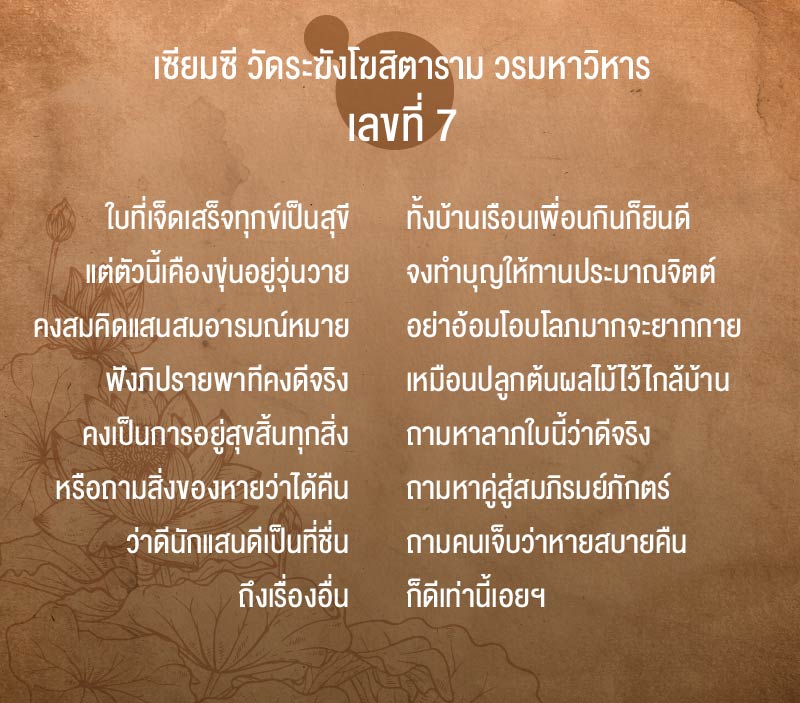 เซียมซี วัดระฆังโฆสิตาราม วรมหาวิหาร
เลขที่ 7
ใบที่เจ็ดเสร็จทุกข์เป็นสุขี ทั้งบ้านเรือนเพื่อนกินก็ยินดี
แต่ตัวนี้เคืองขุ่นอยู่วุ่นวาย จงทำบุญให้ทานประมาณจิตต์
คงสมคิดแสนสมอารมณ์หมาย อย่าอ้อมโอบโลภมากจะยากกาย
ฟังภิปรายพาทีคงดีจริง เหมือนปลูกต้นผลไม้ไว้ใกล้บ้าน
คงเป็นการอยู่สุขสิ้นทุกสิ่ง ถามหาลาภใบนี้ว่าดีจริง
หรือถามสิ่งของหายว่าได้คืน ถามหาคู่สู่สมภิรมย์ภักตร์
ว่าดีนักแสนดีเป็นที่ชื่น ถามคนเจ็บว่าหายสบายคืน
ถึงเรื่องอื่น ก็ดีเท่านี้เอยฯ